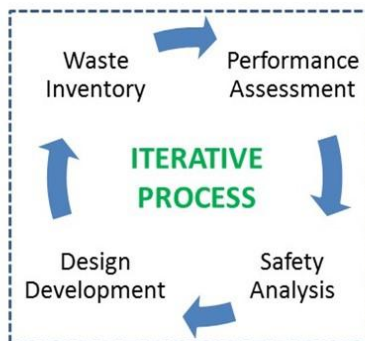 Waste
Inventory
Performance
Assessment
ITERATIVE
PROCESS
Design
Development
Safety
Analysis